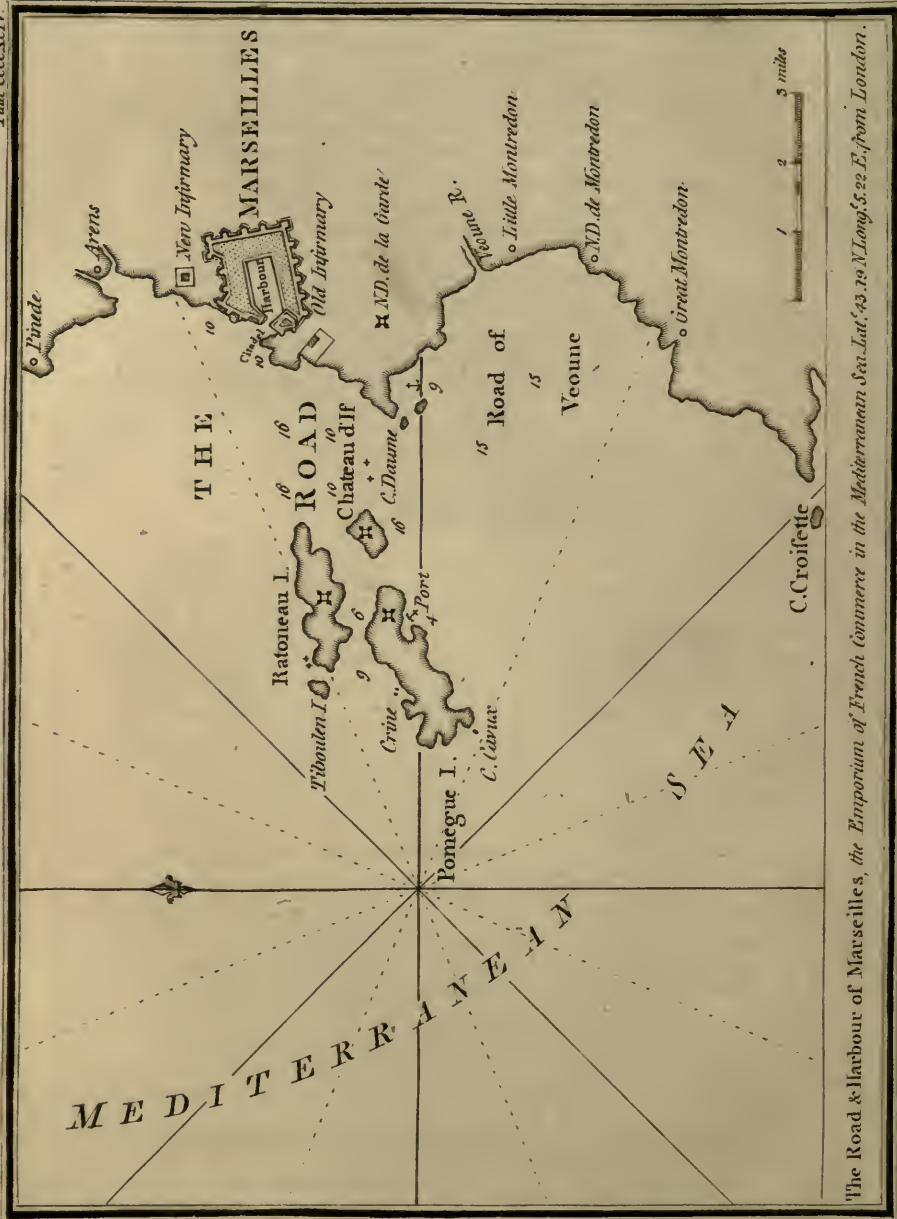 Pinede
Arens
New Infirmary
MARSEILLES
Harbour
Citadel
10
10
Old Infirmary
N.D. de la Garde
THE
ROAD
16
16
10
10
Chateau d'If
C. Daume
16
9
Ratoneau I.
Tiboulen I.
6
9
Port
4
Crine
Pomègue I.
C. Cavaux
Road of
Veoune
15
15
Veoune R.
Little Montredon
N.D. de Montredon
Great Montredon
C. Croisette
MEDITERRANEAN
SEA
1 2 3 miles
The Road & Harbour of Marseilles, the Emporium of French Commerce in the Mediterranean Sea. Lat. 43.19 N Long. 5.22 E. from London.